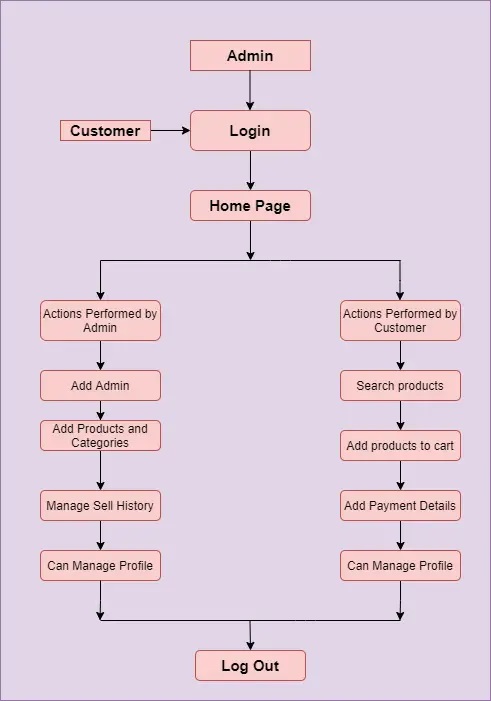 Admin
Customer
Login
Home Page
Actions Performed by
Admin
Actions Performed by
Customer
Add Admin
Search products
Add Products and
Categories
Add products to cart
Manage Sell History
Add Payment Details
Can Manage Profile
Can Manage Profile
Log Out